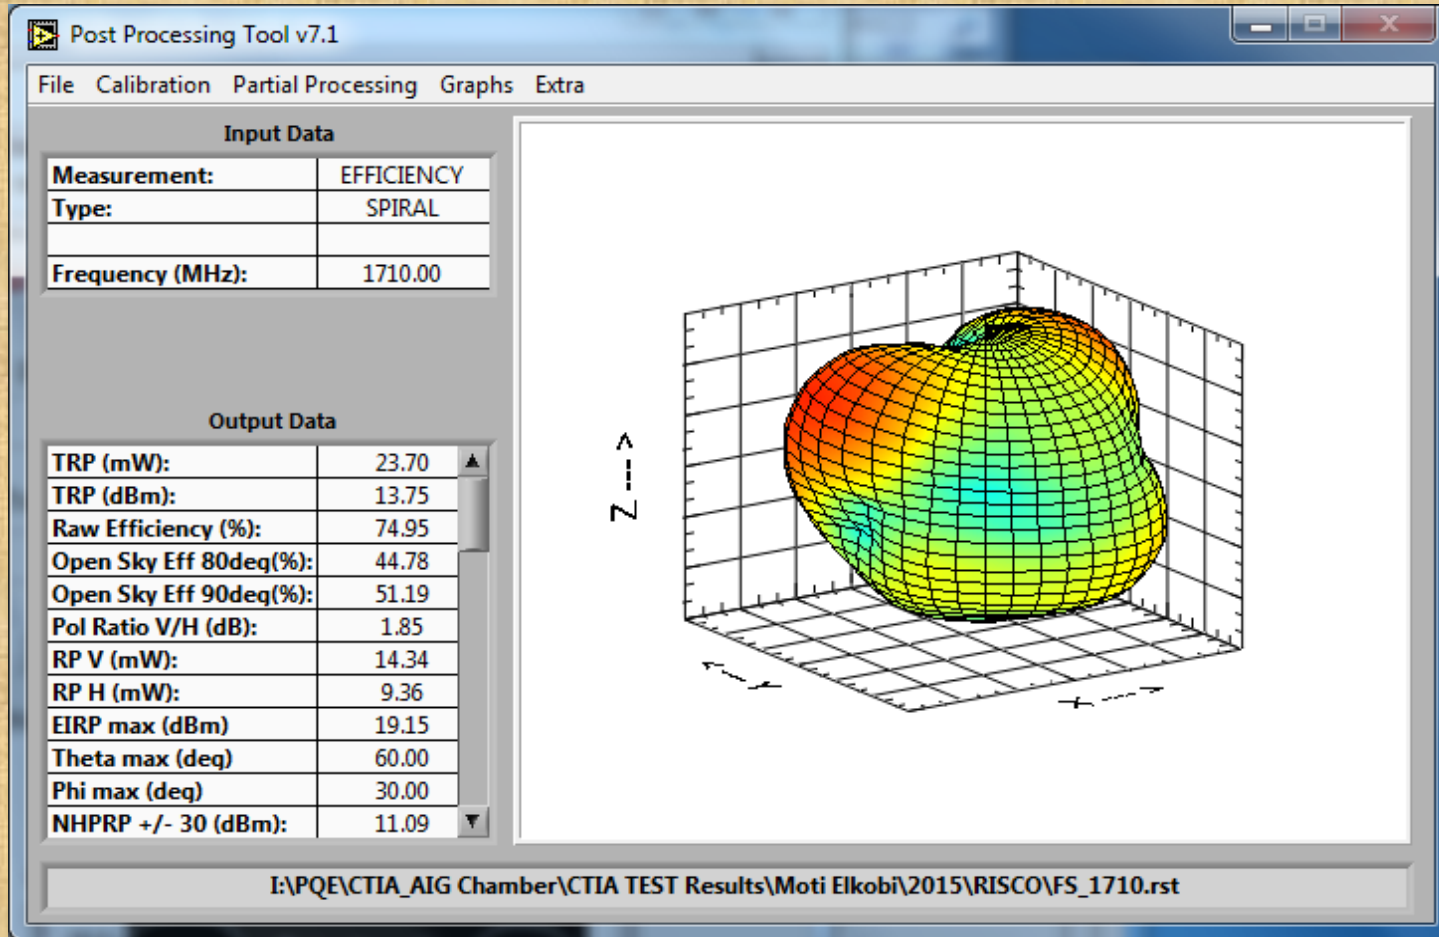 Post Processing Tool v7.1
File Calibration Partial Processing Graphs Extra
Input Data
Measurement: EFFICIENCY
Type: SPIRAL
Frequency (MHz): 1710.00
Output Data
TRP (mW): 23.70
TRP (dBm): 13.75
Raw Efficiency (%): 74.95
Open Sky Eff 80deg(%): 44.78
Open Sky Eff 90deg(%): 51.19
Pol Ratio V/H (dB): 1.85
RP V (mW): 14.34
RP H (mW): 9.36
EIRP max (dBm) 19.15
Theta max (deg) 60.00
Phi max (deg) 30.00
NHPRP +/- 30 (dBm): 11.09
Z --->
<--- Y
X --->
I:\PQE\CTIA_AIG Chamber\CTIA TEST Results\Moti Elkobi\2015\RISCO\FS_1710.rst